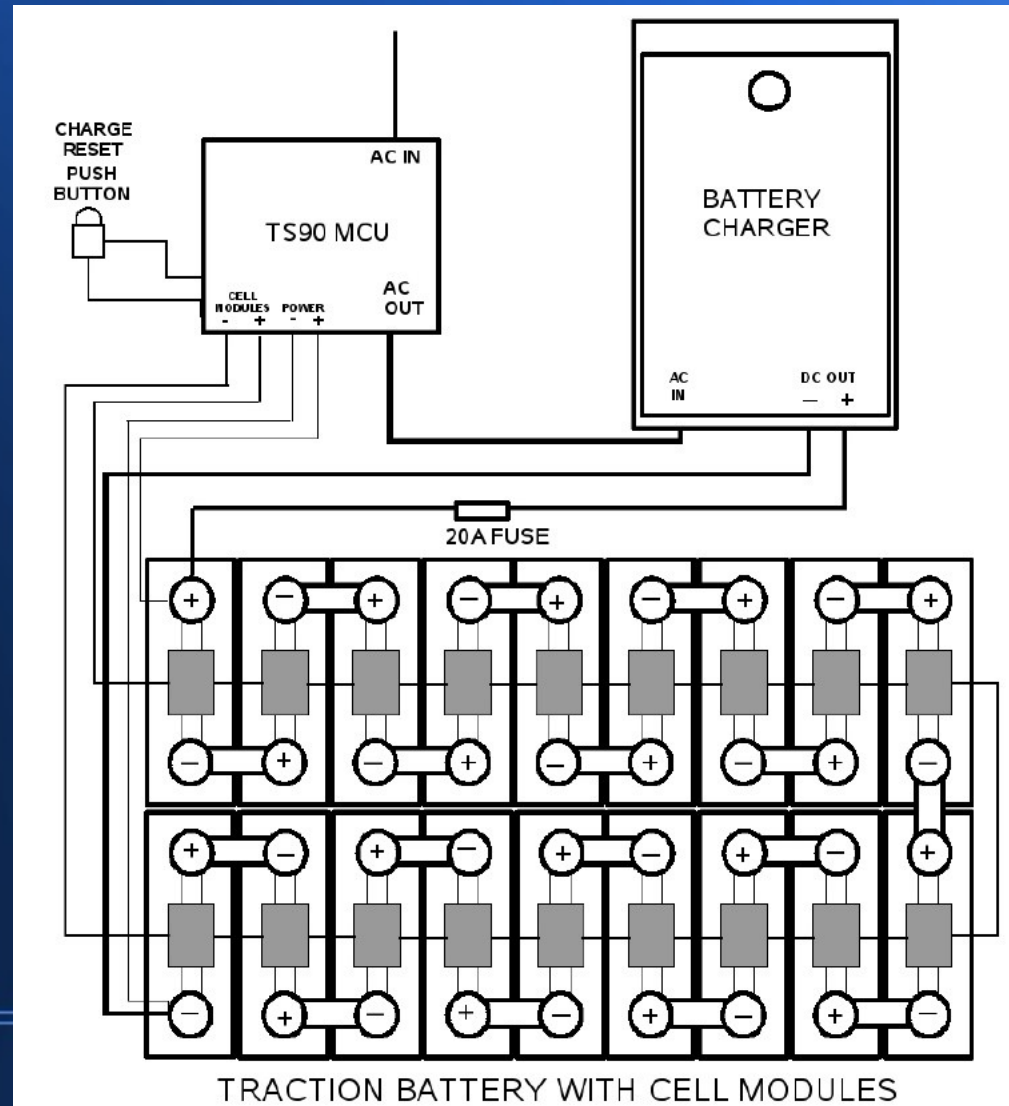 CHARGE
RESET
PUSH
BUTTON
AC IN
TS90 MCU
CELL
MODULES POWER
- + - +
AC
OUT
BATTERY
CHARGER
AC
IN
DC OUT
— +
20A FUSE
+ − + − + − + − +
− + − + − + − + −
+ − + − + − + − +
− + − + − + − + −
TRACTION BATTERY WITH CELL MODULES